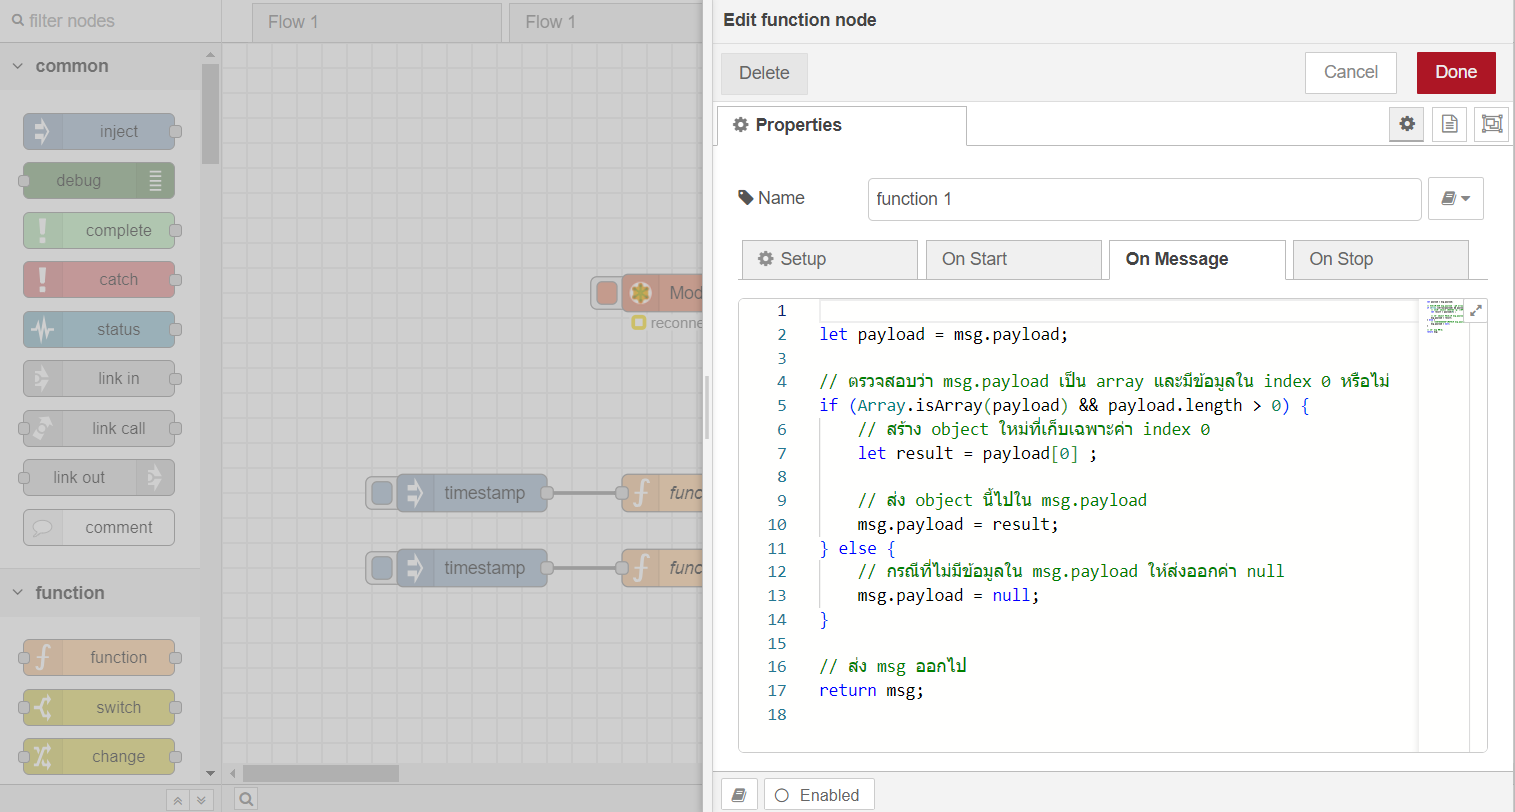 filter nodes
common
inject
debug
complete
catch
status
link in
link call
link out
comment
function
function
switch
change
Flow 1
Flow 1
Mod
reconne
timestamp
func
timestamp
func
Edit function node
Delete
Cancel
Done
Properties
Name
function 1
Setup
On Start
On Message
On Stop
1
2 let payload = msg.payload;
3
4 // ตรวจสอบว่า msg.payload เป็น array และมีข้อมูลใน index 0 หรือไม่
5 if (Array.isArray(payload) && payload.length > 0) {
6 // สร้าง object ใหม่ที่เก็บเฉพาะค่า index 0
7 let result = payload[0] ;
8
9 // ส่ง object นี้ไปใน msg.payload
10 msg.payload = result;
11 } else {
12 // กรณีที่ไม่มีข้อมูลใน msg.payload ให้ส่งออกค่า null
13 msg.payload = null;
14 }
15
16 // ส่ง msg ออกไป
17 return msg;
18
Enabled